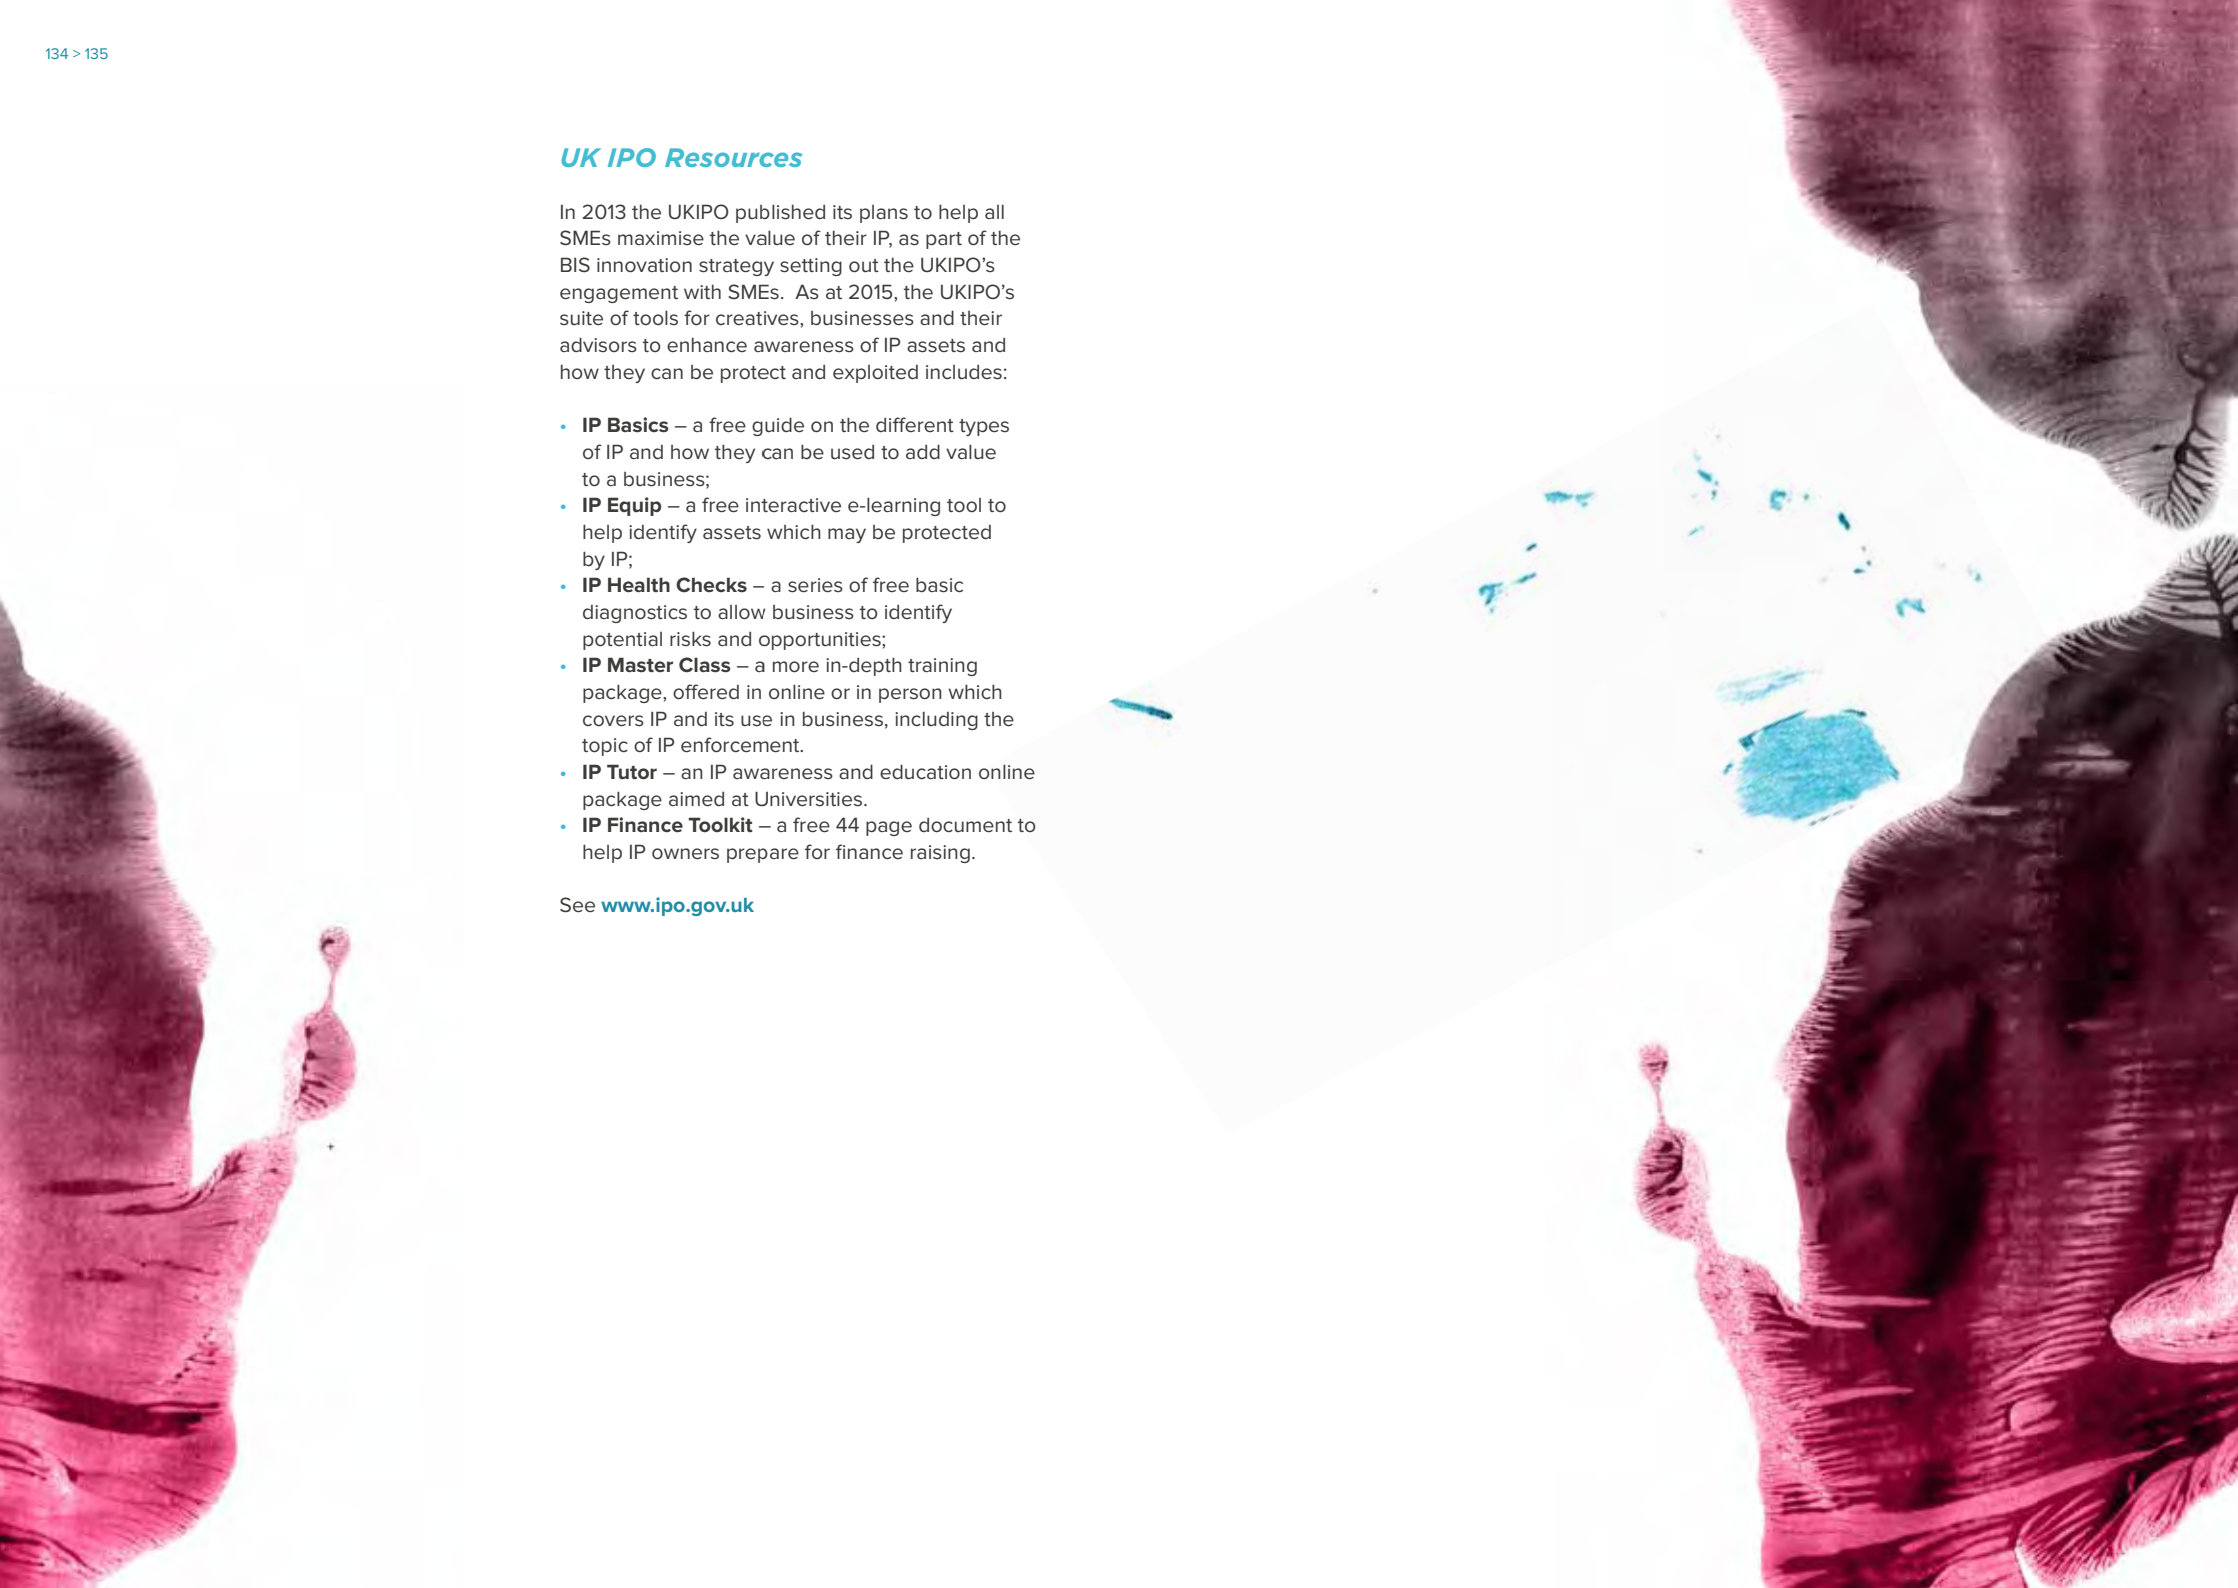 134 > 135
UK IPO Resources
In 2013 the UKIPO published its plans to help all
SMEs maximise the value of their IP, as part of the
BIS innovation strategy setting out the UKIPO’s
engagement with SMEs.  As at 2015, the UKIPO’s
suite of tools for creatives, businesses and their
advisors to enhance awareness of IP assets and
how they can be protect and exploited includes:
• IP Basics – a free guide on the different types
of IP and how they can be used to add value
to a business;
• IP Equip – a free interactive e-learning tool to
help identify assets which may be protected
by IP;
• IP Health Checks – a series of free basic
diagnostics to allow business to identify
potential risks and opportunities;
• IP Master Class – a more in-depth training
package, offered in online or in person which
covers IP and its use in business, including the
topic of IP enforcement.
• IP Tutor – an IP awareness and education online
package aimed at Universities.
• IP Finance Toolkit – a free 44 page document to
help IP owners prepare for finance raising.
See www.ipo.gov.uk